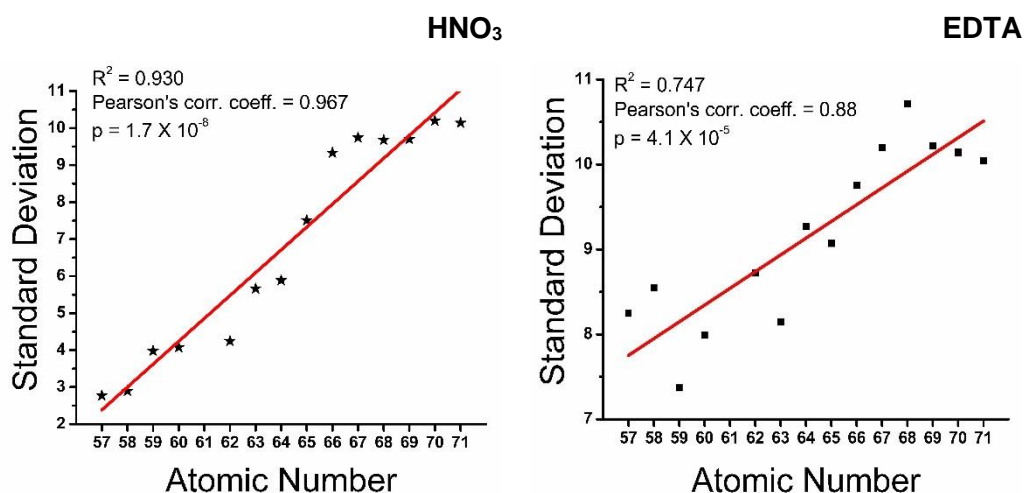 HNO₃
R² = 0.930
Pearson's corr. coeff. = 0.967
p = 1.7 X 10⁻⁸
11
10
9
8
7
6
5
4
3
2
Standard Deviation
57 58 59 60 61 62 63 64 65 66 67 68 69 70 71
Atomic Number
EDTA
R² = 0.747
Pearson's corr. coeff. = 0.88
p = 4.1 X 10⁻⁵
11
10
9
8
7
Standard Deviation
57 58 59 60 61 62 63 64 65 66 67 68 69 70 71
Atomic Number